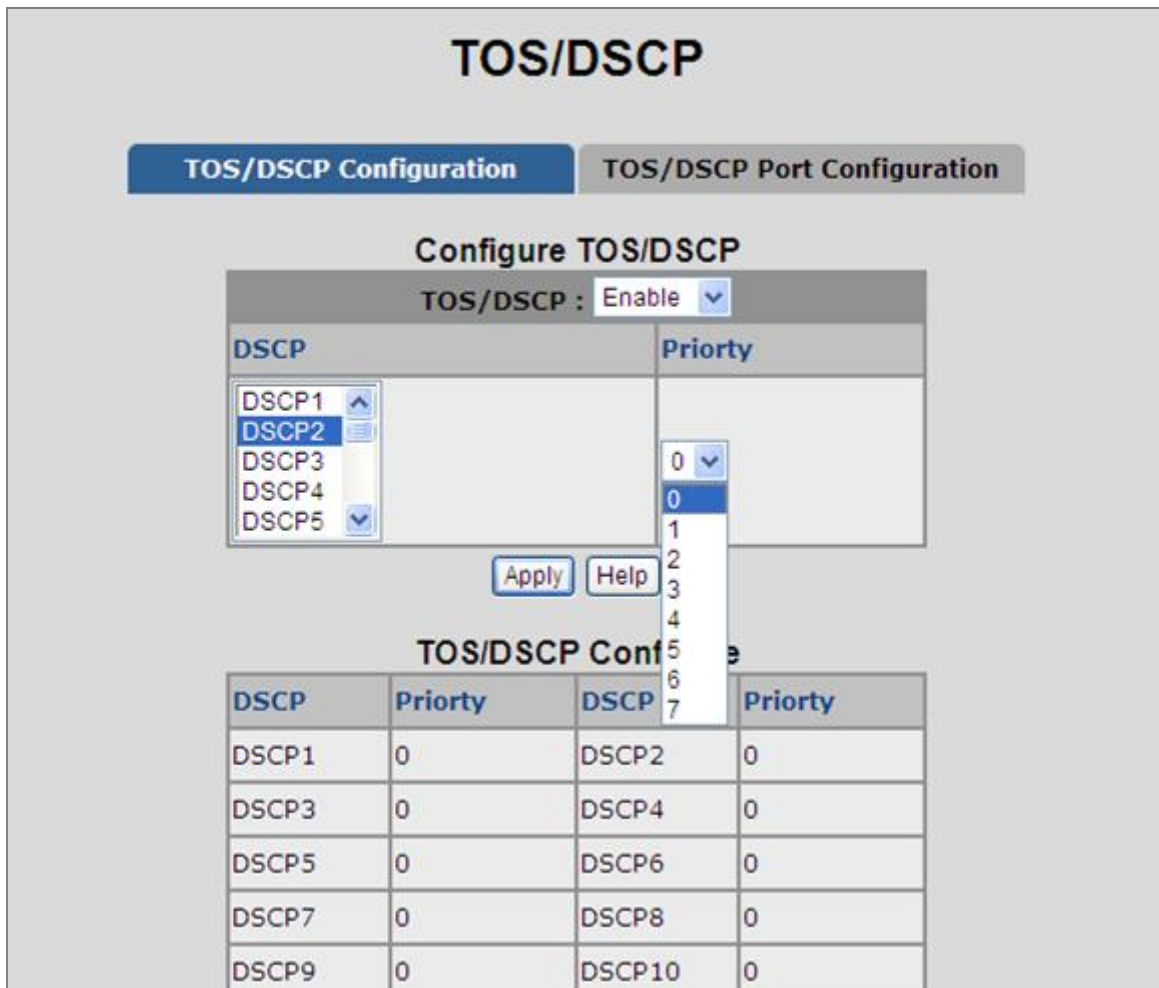 TOS/DSCP
TOS/DSCP Configuration TOS/DSCP Port Configuration
Configure TOS/DSCP
TOS/DSCP : Enable
DSCP Priorty
DSCP1
DSCP2
DSCP3
DSCP4
DSCP5
0
0
1
2
3
4
5
6
7
Apply Help
TOS/DSCP Conf e
DSCP Priorty DSCP Priorty
DSCP1 0 DSCP2 0
DSCP3 0 DSCP4 0
DSCP5 0 DSCP6 0
DSCP7 0 DSCP8 0
DSCP9 0 DSCP10 0